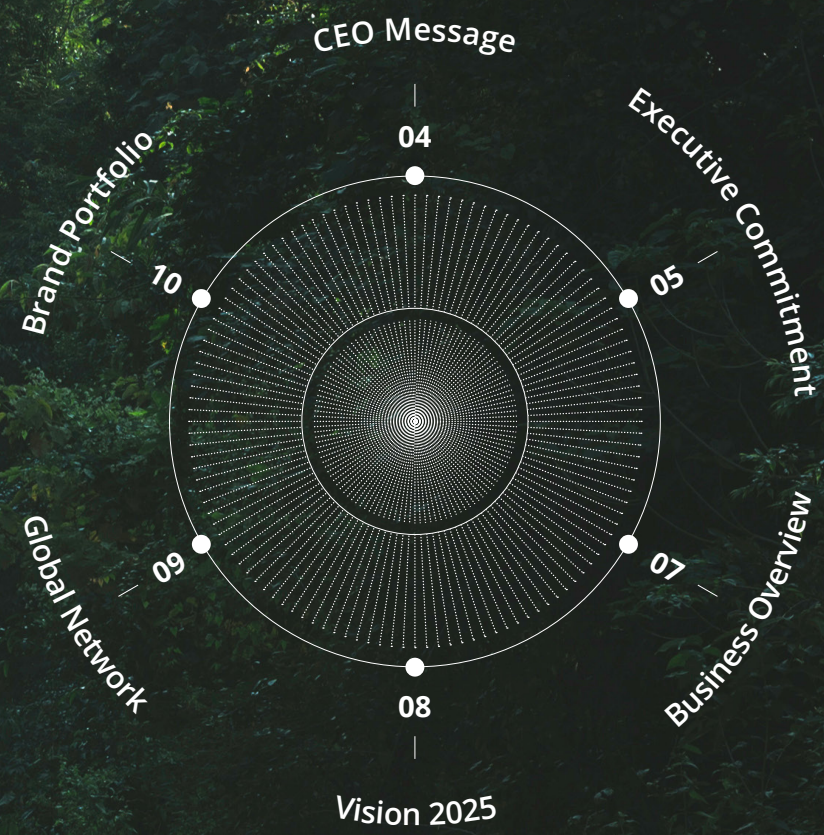 CEO Message
04
Executive Commitment
05
Business Overview
07
Vision 2025
08
Global Network
09
Brand Portfolio
10